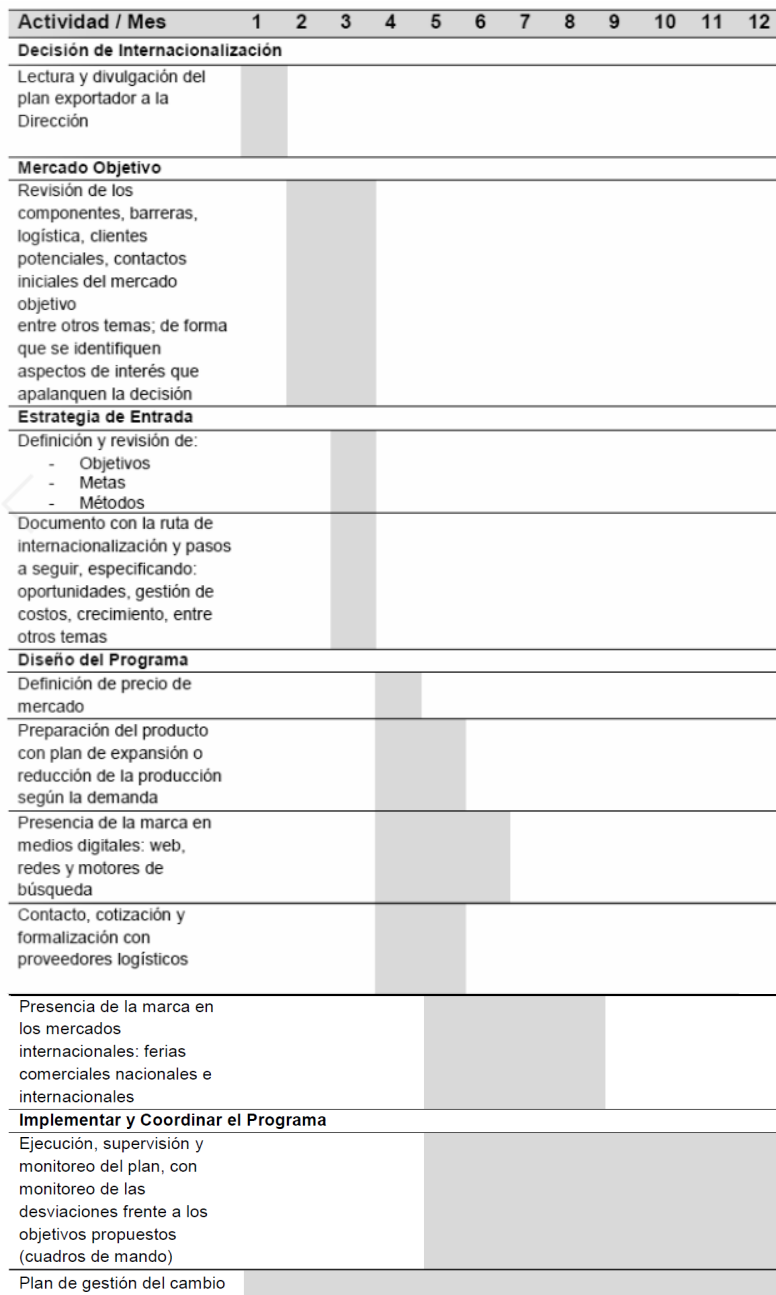 Actividad / Mes 1 2 3 4 5 6 7 8 9 10 11 12
Decisión de Internacionalización
Lectura y divulgación del
plan exportador a la
Dirección
Mercado Objetivo
Revisión de los
componentes, barreras,
logística, clientes
potenciales, contactos
iniciales del mercado
objetivo
entre otros temas; de forma
que se identifiquen
aspectos de interés que
apalanquen la decisión
Estrategia de Entrada
Definición y revisión de:
- Objetivos
- Metas
- Métodos
Documento con la ruta de
internacionalización y pasos
a seguir, especificando:
oportunidades, gestión de
costos, crecimiento, entre
otros temas
Diseño del Programa
Definición de precio de
mercado
Preparación del producto
con plan de expansión o
reducción de la producción
según la demanda
Presencia de la marca en
medios digitales: web,
redes y motores de
búsqueda
Contacto, cotización y
formalización con
proveedores logísticos
Presencia de la marca en
los mercados
internacionales: ferias
comerciales nacionales e
internacionales
Implementar y Coordinar el Programa
Ejecución, supervisión y
monitoreo del plan, con
monitoreo de las
desviaciones frente a los
objetivos propuestos
(cuadros de mando)
Plan de gestión del cambio